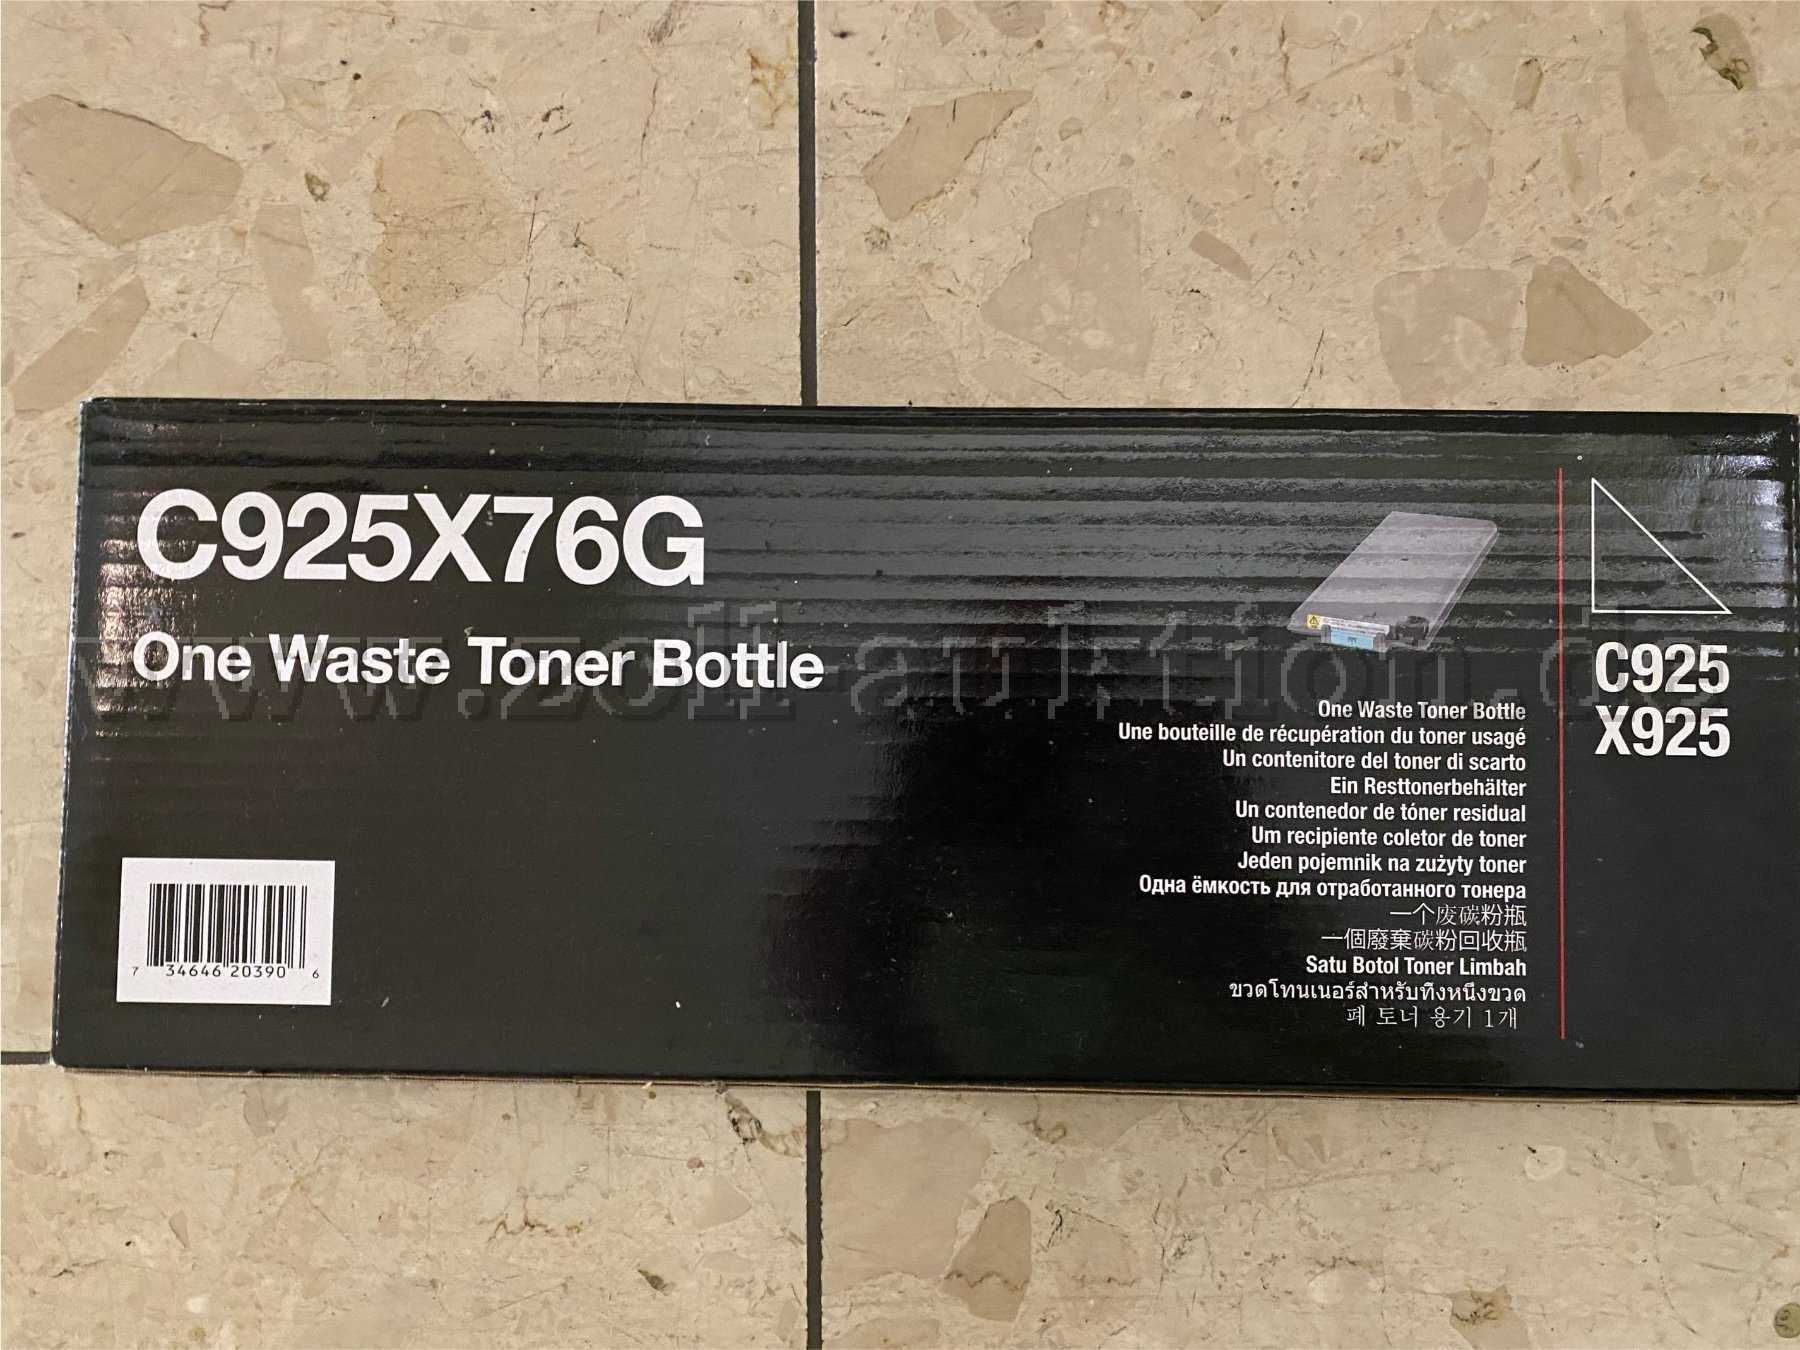 C925X76G
One Waste Toner Bottle
www.zoll-auktion.de
One Waste Toner Bottle
Une bouteille de récupération du toner usagé
Un contenitore del toner di scarto
Ein Resttonerbehälter
Un contenedor de tóner residual
Um recipiente coletor de toner
Jeden pojemnik na zużyty toner
Одна ёмкость для отработанного тонера
一个废碳粉瓶
一個廢棄碳粉回收瓶
Satu Botol Toner Limbah
ขวดโทนเนอร์สำหรับทิ้งหนึ่งขวด
폐 토너 용기 1개
C925
X925
7 34646 20390 6